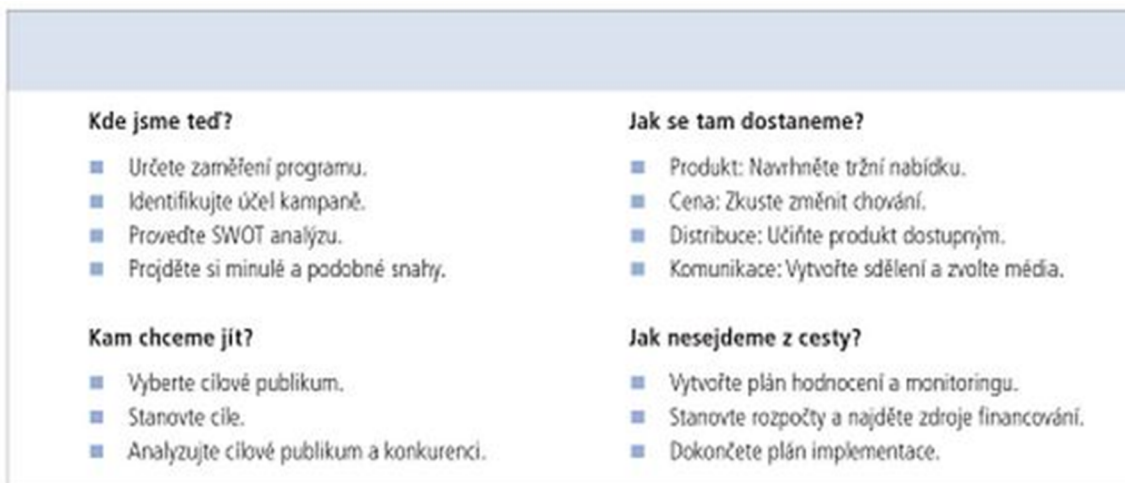 Kde jsme teď?
Určete zaměření programu.
Identifikujte účel kampaně.
Proveďte SWOT analýzu.
Projděte si minulé a podobné snahy.
Kam chceme jít?
Vyberte cílové publikum.
Stanovte cíle.
Analyzujte cílové publikum a konkurenci.
Jak se tam dostaneme?
Produkt: Navrhněte tržní nabídku.
Cena: Zkuste změnit chování.
Distribuce: Učiňte produkt dostupným.
Komunikace: Vytvořte sdělení a zvolte média.
Jak nesejdeme z cesty?
Vytvořte plán hodnocení a monitoringu.
Stanovte rozpočty a najděte zdroje financování.
Dokončete plán implementace.